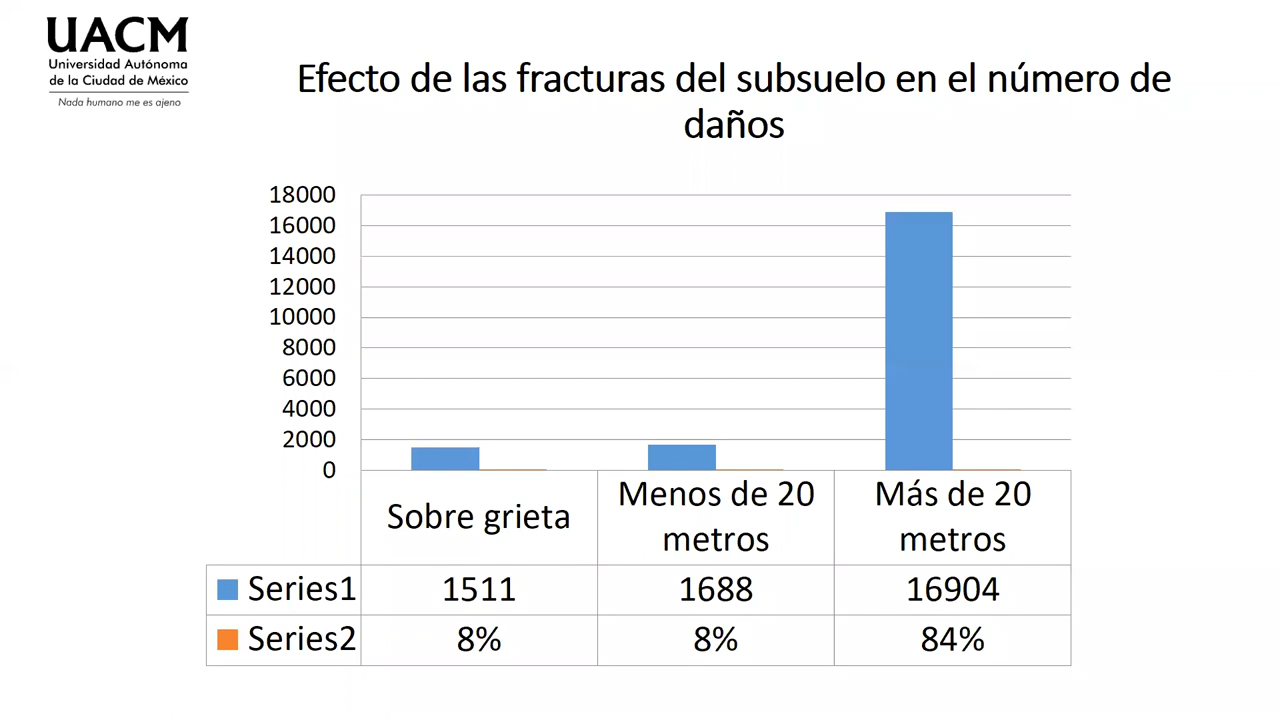 UACM
Universidad Autónoma
de la Ciudad de México
Nada humano me es ajeno
Efecto de las fracturas del subsuelo en el número de
daños
18000
16000
14000
12000
10000
8000
6000
4000
2000
0
Sobre grieta
Menos de 20
metros
Más de 20
metros
Series1 1511 1688 16904
Series2 8% 8% 84%